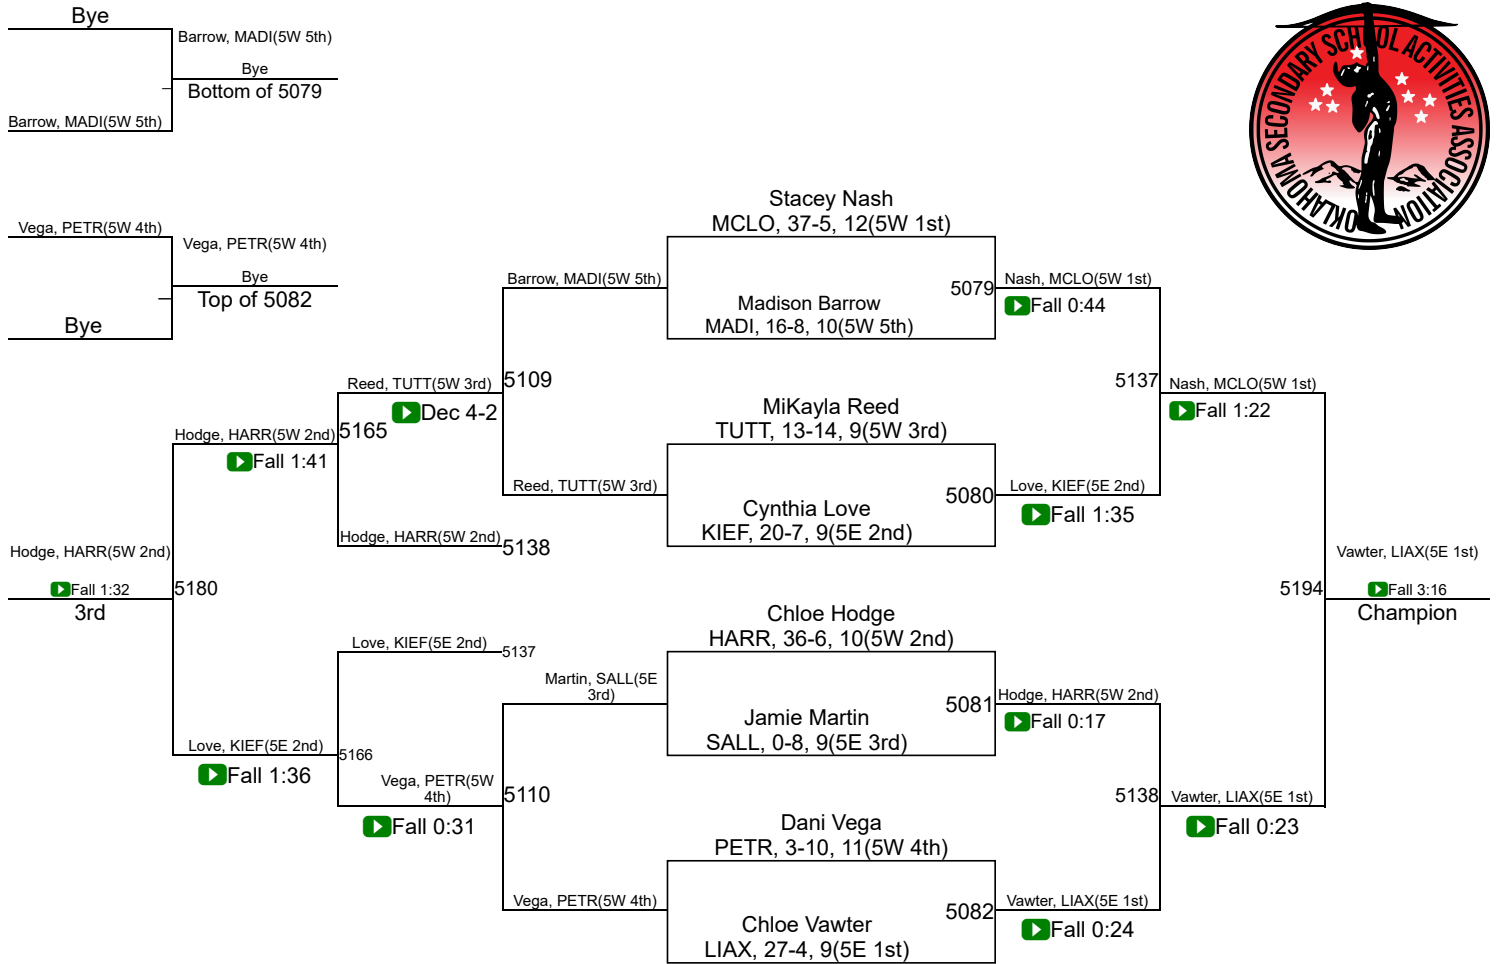 Bye
Barrow, MADI(5W 5th)
Bye
Bottom of 5079
Barrow, MADI(5W 5th)
OKLAHOMA SECONDARY SCHOOL ACTIVITIES ASSOCIATION
Vega, PETR(5W 4th)
Vega, PETR(5W 4th)
Bye
Top of 5082
Bye
Stacey Nash
MCLO, 37-5, 12(5W 1st)
Barrow, MADI(5W 5th)
5079
Nash, MCLO(5W 1st)
Fall 0:44
Madison Barrow
MADI, 16-8, 10(5W 5th)
Reed, TUTT(5W 3rd)
5109
Dec 4-2
5137
Nash, MCLO(5W 1st)
Fall 1:22
MiKayla Reed
TUTT, 13-14, 9(5W 3rd)
Hodge, HARR(5W 2nd)
5165
Fall 1:41
Reed, TUTT(5W 3rd)
5080
Love, KIEF(5E 2nd)
Fall 1:35
Cynthia Love
KIEF, 20-7, 9(5E 2nd)
Hodge, HARR(5W 2nd)
5138
Hodge, HARR(5W 2nd)
Fall 1:32
5180
3rd
Vawter, LIAX(5E 1st)
5194
Fall 3:16
Champion
Chloe Hodge
HARR, 36-6, 10(5W 2nd)
Love, KIEF(5E 2nd)
5137
Martin, SALL(5E
3rd)
5081
Hodge, HARR(5W 2nd)
Fall 0:17
Jamie Martin
SALL, 0-8, 9(5E 3rd)
Love, KIEF(5E 2nd)
5166
Fall 1:36
Vega, PETR(5W
4th)
5110
Fall 0:31
5138
Vawter, LIAX(5E 1st)
Fall 0:23
Dani Vega
PETR, 3-10, 11(5W 4th)
Vega, PETR(5W 4th)
5082
Vawter, LIAX(5E 1st)
Fall 0:24
Chloe Vawter
LIAX, 27-4, 9(5E 1st)